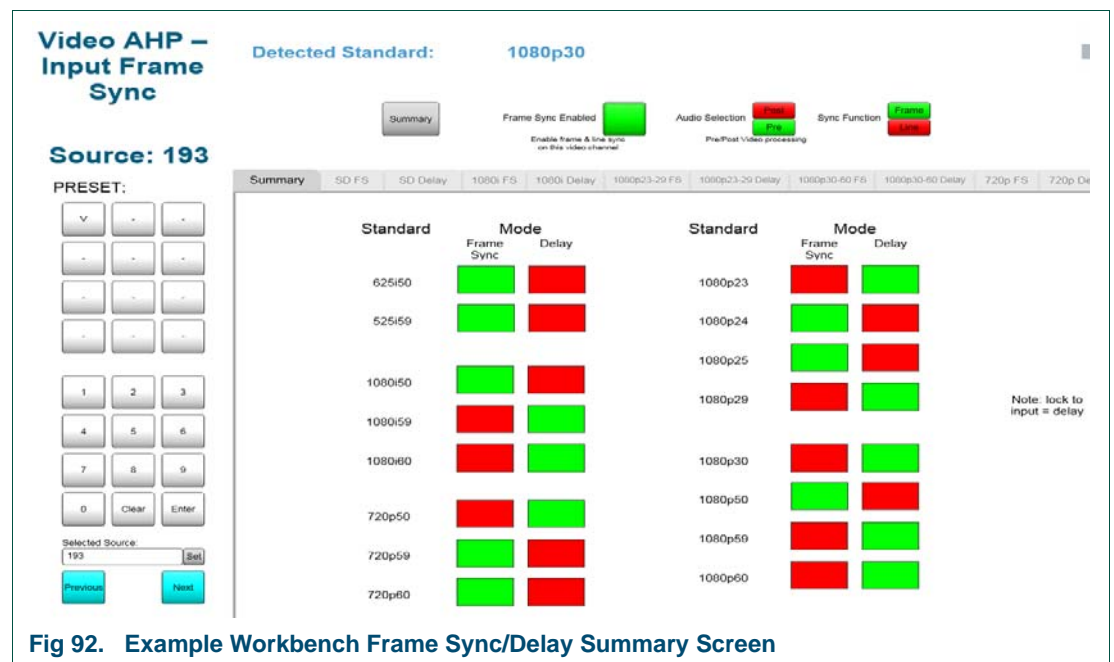 Video AHP –
Input Frame
Sync
Detected Standard: 1080p30
Summary
Frame Sync Enabled
Enable frame & line sync
on this video channel
Audio Selection
Post
Pre
Pre/Post Video processing
Sync Function
Frame
Line
Source: 193
PRESET:
V - -
- - -
- - -
- - -
1 2 3
4 5 6
7 8 9
0 Clear Enter
Selected Source:
193 Set
Previous Next
Summary SD FS SD Delay 1080i FS 1080i Delay 1080p23-29 FS 1080p23-29 Delay 1080p30-60 FS 1080p30-60 Delay 720p FS 720p De
Standard Mode
Frame Sync Delay
625i50
525i59
1080i50
1080i59
1080i60
720p50
720p59
720p60
Standard Mode
Frame Sync Delay
1080p23
1080p24
1080p25
1080p29
1080p30
1080p50
1080p59
1080p60
Note: lock to
input = delay
Fig 92. Example Workbench Frame Sync/Delay Summary Screen